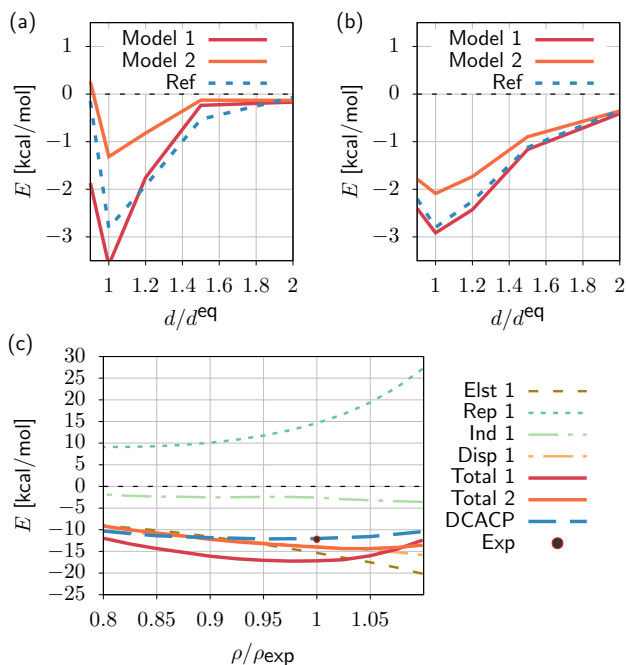 (a)
1
0
−1
−2
−3
E [kcal/mol]
Model 1
Model 2
Ref
1 1.2 1.4 1.6 1.8 2
d/d^eq
(b)
1
0
−1
−2
−3
E [kcal/mol]
Model 1
Model 2
Ref
1 1.2 1.4 1.6 1.8 2
d/d^eq
(c)
30
25
20
15
10
5
0
−5
−10
−15
−20
25
E [kcal/mol]
0.8 0.85 0.9 0.95 1 1.05
ρ/ρexp
Elst 1
Rep 1
Ind 1
Disp 1
Total 1
Total 2
DCACP
Exp